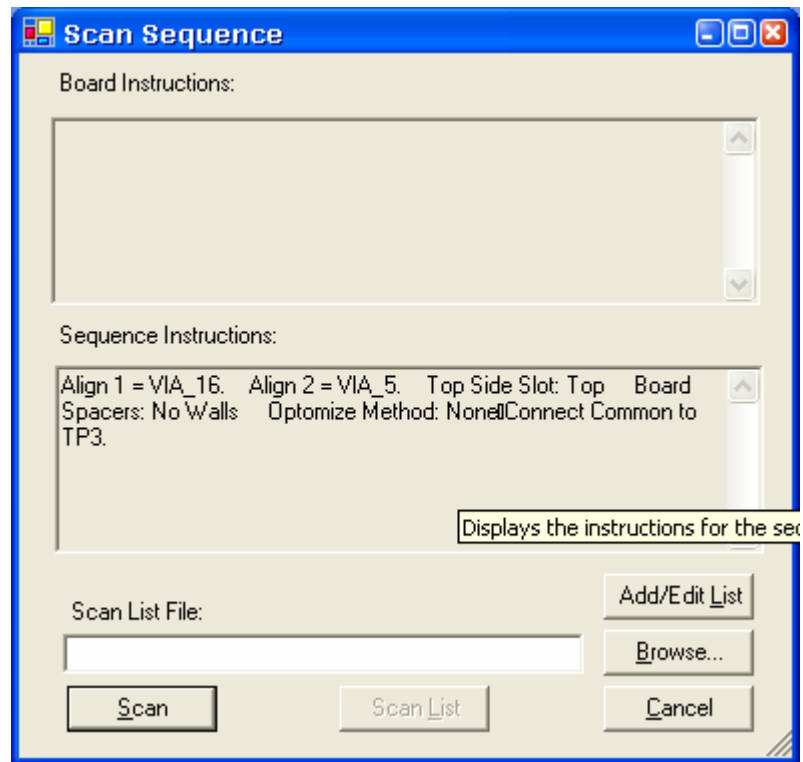 Scan Sequence
Board Instructions:
Sequence Instructions:
Align 1 = VIA_16. Align 2 = VIA_5. Top Side Slot: Top Board
Spacers: No Walls Optomize Method: None▯Connect Common to
TP3.
Displays the instructions for the sec
Add/Edit List
Scan List File:
Browse...
Scan
Scan List
Cancel